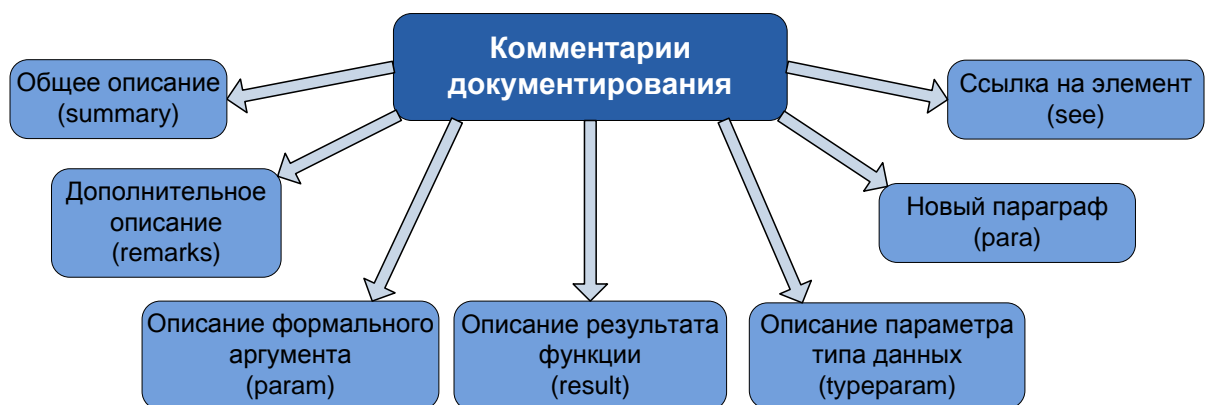 Комментарии
документирования
Общее описание
(summary)
Ссылка на элемент
(see)
Дополнительное
описание
(remarks)
Новый параграф
(para)
Описание формального
аргумента
(param)
Описание результата
функции
(result)
Описание параметра
типа данных
(typeparam)